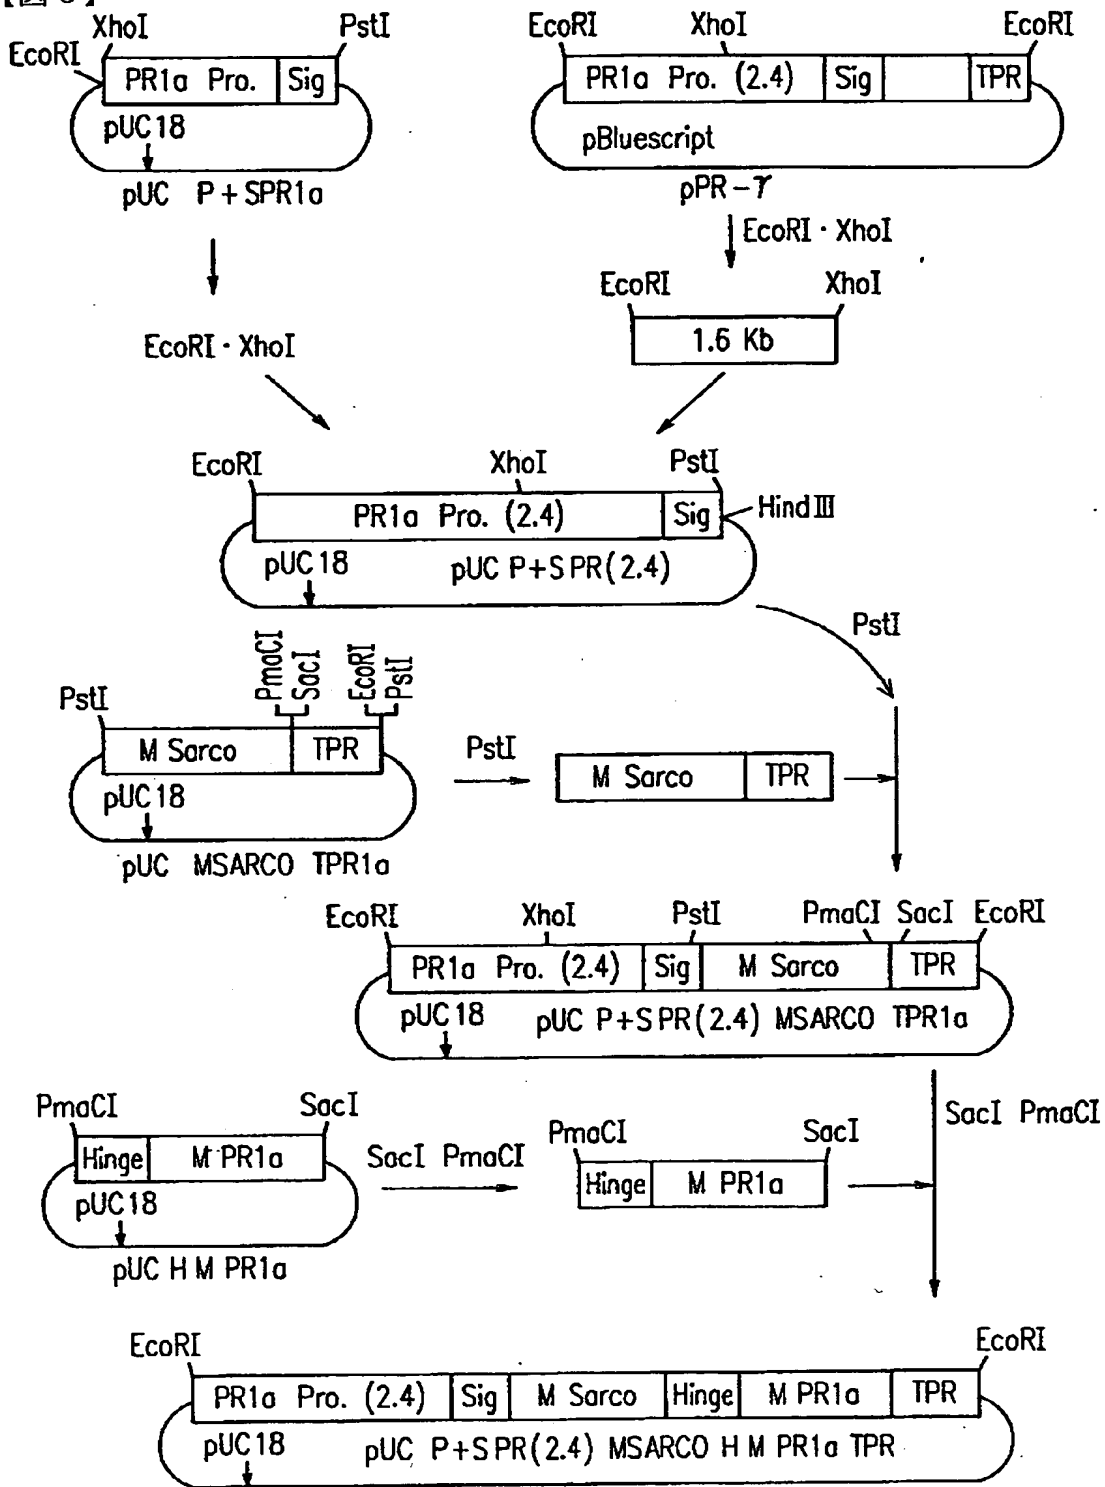 XhoI PstI EcoRI XhoI EcoRI
EcoRI
PR1a Pro. Sig PR1a Pro. (2.4) Sig TPR
pUC18 pBluescript
pUC P+SPR1a pPR-γ
EcoRI・XhoI
EcoRI XhoI
EcoRI・XhoI 1.6 Kb
EcoRI XhoI PstI
PR1a Pro. (2.4) Sig HindⅢ
pUC18 pUC P+SPR(2.4)
PstI
PmaCI SacI EcoRI PstI
PstI
M Sarco TPR PstI M Sarco TPR
pUC18
pUC MSARCO TPR1a
EcoRI XhoI PstI PmaCI SacI EcoRI
PR1a Pro. (2.4) Sig M Sarco TPR
pUC18 pUC P+SPR(2.4) MSARCO TPR1a
PmaCI SacI SacI PmaCI
PmaCI SacI
Hinge M PR1a SacI PmaCI Hinge M PR1a
pUC18
pUC H M PR1a
EcoRI EcoRI
PR1a Pro. (2.4) Sig M Sarco Hinge M PR1a TPR
pUC18 pUC P+SPR(2.4) MSARCO H M PR1a TPR